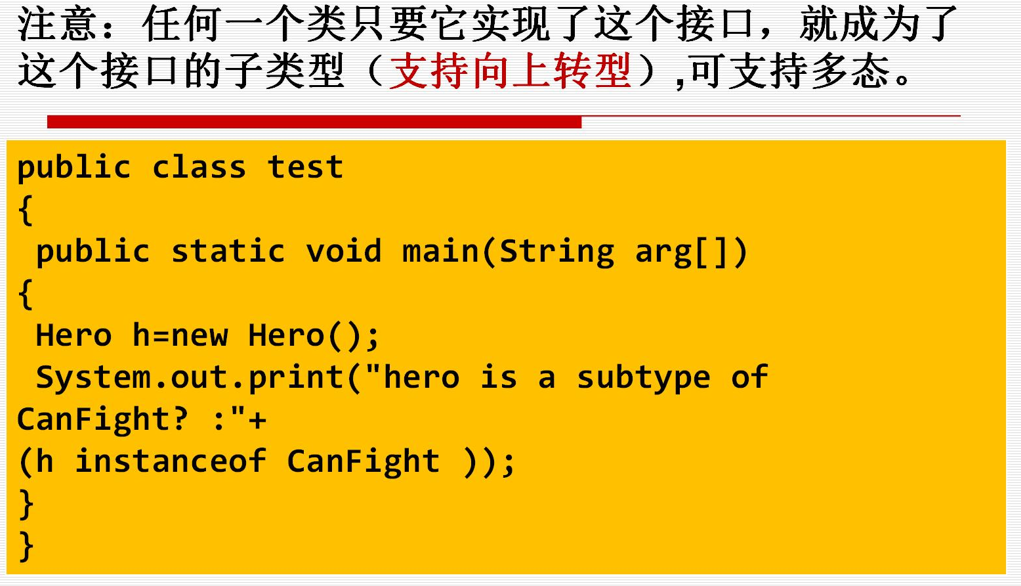 注意：任何一个类只要它实现了这个接口，就成为了
这个接口的子类型（支持向上转型）,可支持多态。
public class test
{
public static void main(String arg[])
{
Hero h=new Hero();
System.out.print("hero is a subtype of
CanFight? :"+
(h instanceof CanFight ));
}
}